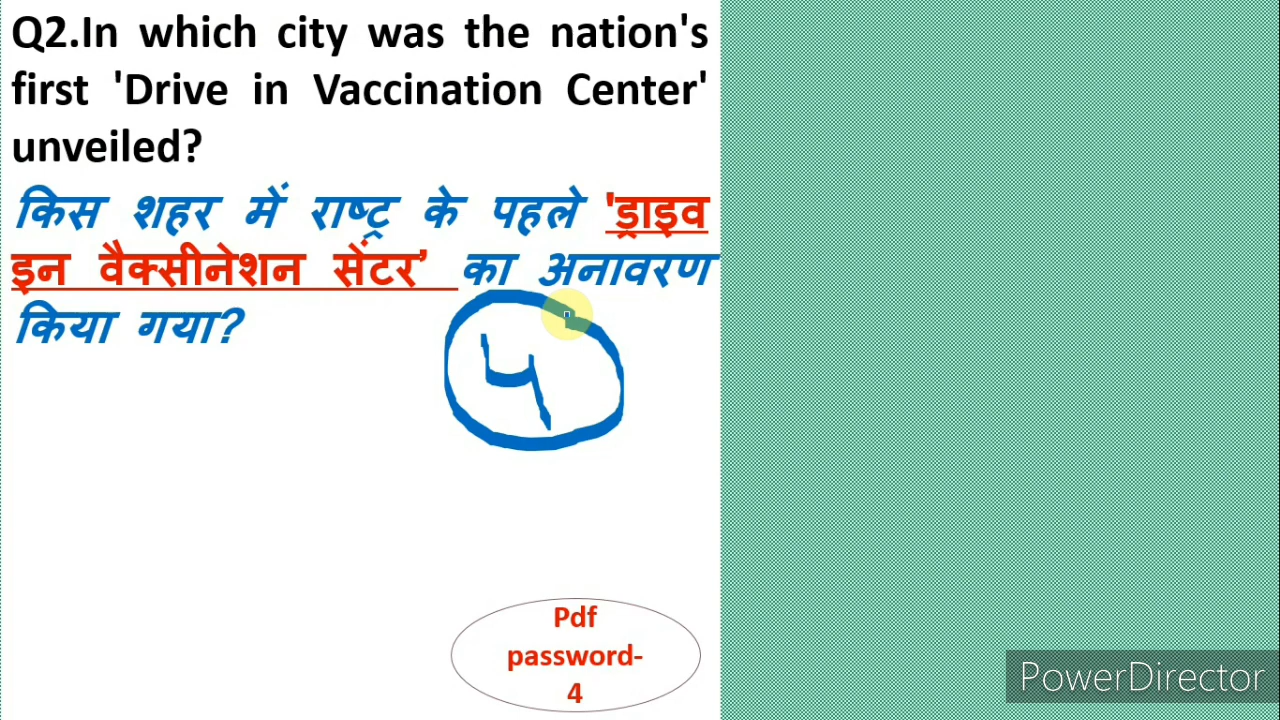 Q2.In which city was the nation's
first 'Drive in Vaccination Center'
unveiled?
किस शहर में राष्ट्र के पहले 'ड्राइव
इन वैक्सीनेशन सेंटर’ का अनावरण
किया गया?
4
Pdf
password-
4
PowerDirector